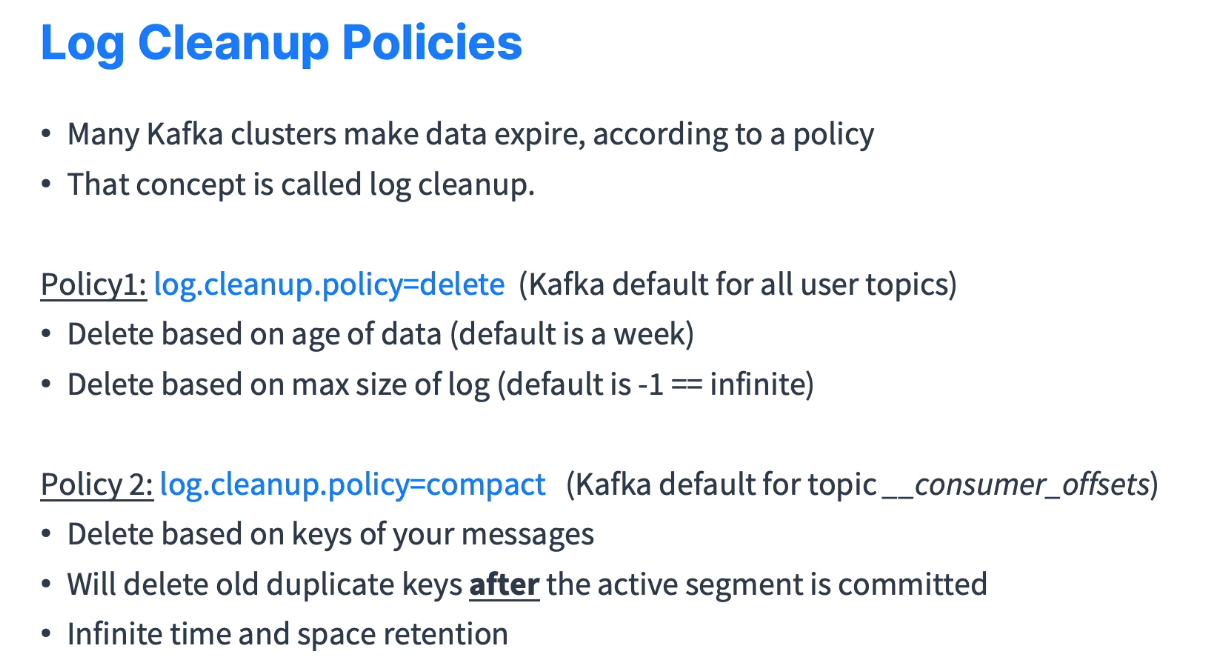 Log Cleanup Policies
• Many Kafka clusters make data expire, according to a policy
• That concept is called log cleanup.
Policy1: log.cleanup.policy=delete (Kafka default for all user topics)
• Delete based on age of data (default is a week)
• Delete based on max size of log (default is -1 == infinite)
Policy 2: log.cleanup.policy=compact (Kafka default for topic __consumer_offsets)
• Delete based on keys of your messages
• Will delete old duplicate keys after the active segment is committed
• Infinite time and space retention